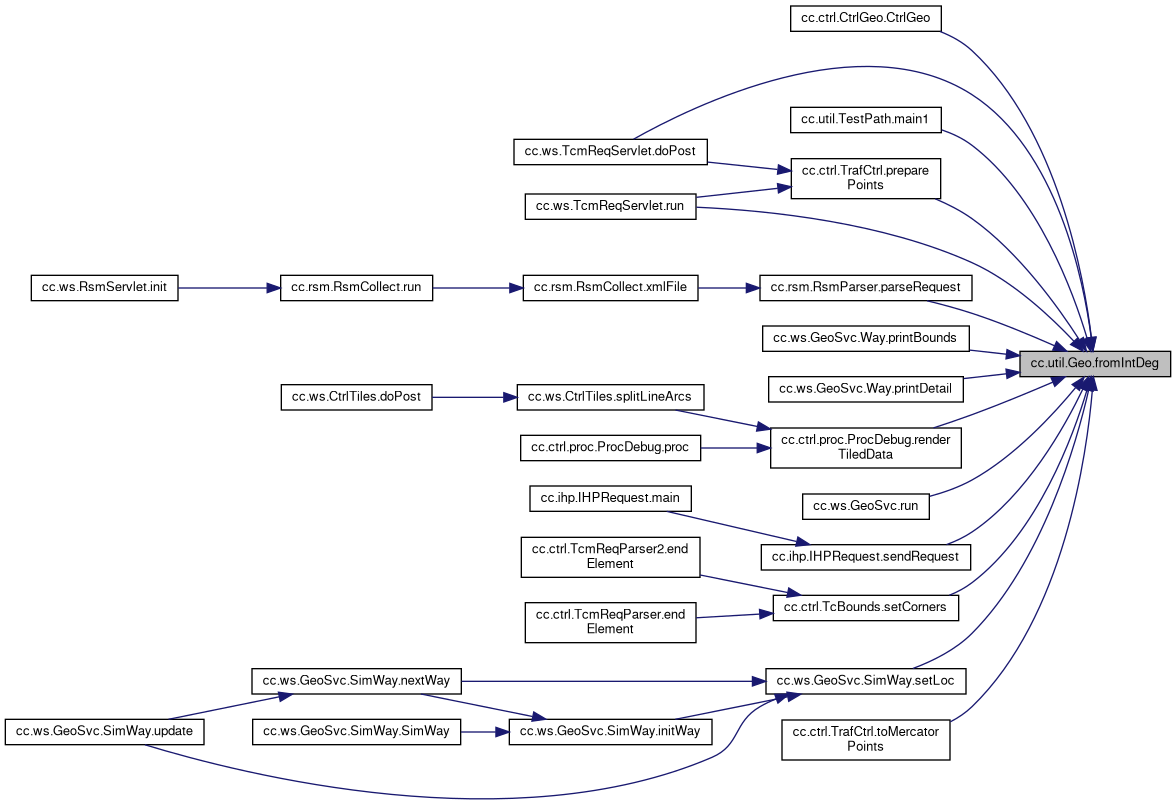 cc.ctrl.CtrlGeo.CtrlGeo
cc.util.TestPath.main1
cc.ws.TcmReqServlet.doPost
cc.ctrl.TrafCtrl.prepare
Points
cc.ws.TcmReqServlet.run
cc.ws.RsmServlet.init
cc.rsm.RsmCollect.run
cc.rsm.RsmCollect.xmlFile
cc.rsm.RsmParser.parseRequest
cc.ws.GeoSvc.Way.printBounds
cc.util.Geo.fromIntDeg
cc.ws.GeoSvc.Way.printDetail
cc.ws.CtrlTiles.doPost
cc.ws.CtrlTiles.splitLineArcs
cc.ctrl.proc.ProcDebug.render
TiledData
cc.ctrl.proc.ProcDebug.proc
cc.ihp.IHPRequest.main
cc.ws.GeoSvc.run
cc.ctrl.TcmReqParser2.end
Element
cc.ihp.IHPRequest.sendRequest
cc.ctrl.TcmReqParser.end
Element
cc.ctrl.TcBounds.setCorners
cc.ws.GeoSvc.SimWay.nextWay
cc.ws.GeoSvc.SimWay.setLoc
cc.ws.GeoSvc.SimWay.update
cc.ws.GeoSvc.SimWay.SimWay
cc.ws.GeoSvc.SimWay.initWay
cc.ctrl.TrafCtrl.toMercator
Points